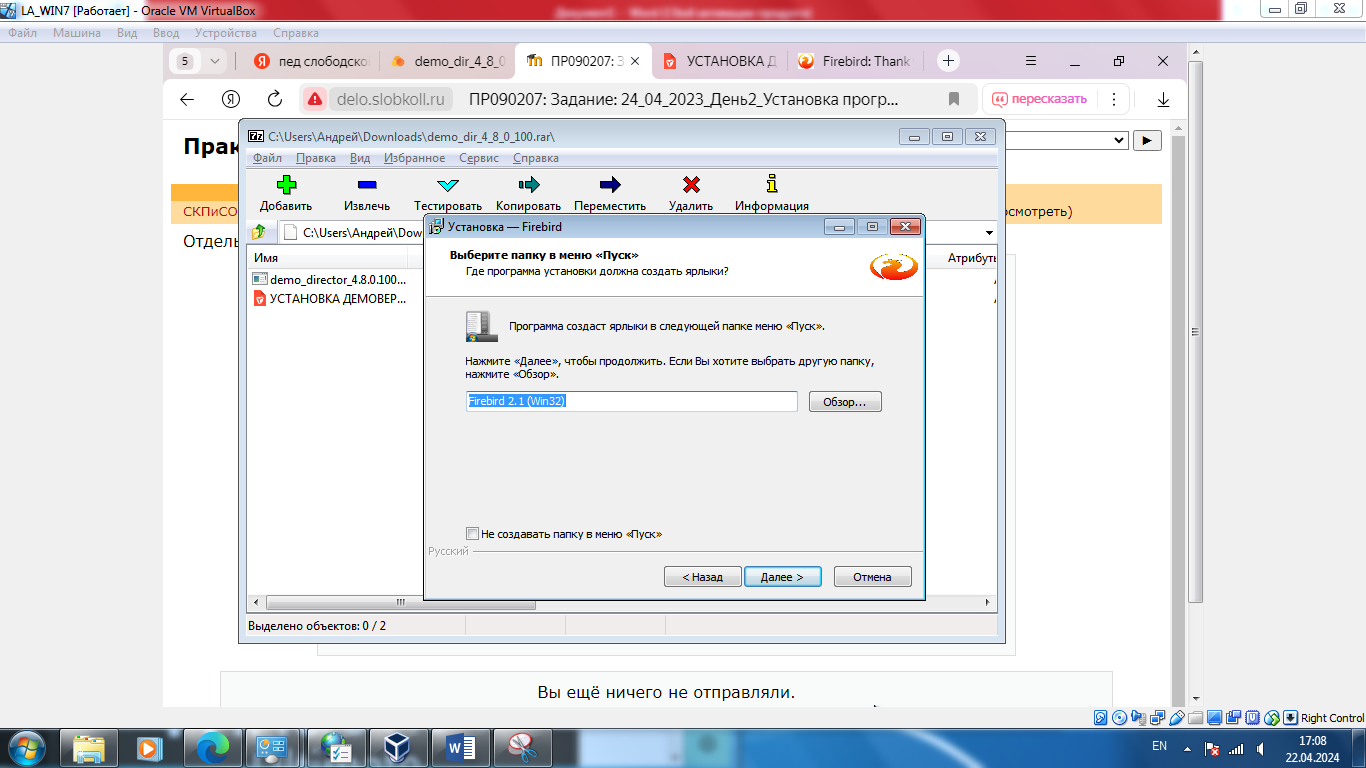 LA_WIN7 [Работает] - Oracle VM VirtualBox
Файл Машина Вид Ввод Устройства Справка
5 пед слободско demo_dir_4_8_0 ПР090207: З УСТАНОВКА Д Firebird: Thank
delo.slobkoll.ru ПР090207: Задание: 24_04_2023_День2_Установка прогр... пересказать
C:\Users\Андрей\Downloads\demo_dir_4_8_0_100.rar\
Прак
Файл Правка Вид Избранное Сервис Справка
Добавить Извлечь Тестировать Копировать Переместить Удалить Информация
СКПиСО
осмотреть)
Отдель
C:\Users\Андрей\Dow
Имя
Атрибуть
demo_director_4.8.0.100...
УСТАНОВКА ДЕМОВЕР...
Установка — Firebird
Выберите папку в меню «Пуск»
Где программа установки должна создать ярлыки?
Программа создаст ярлыки в следующей папке меню «Пуск».
Нажмите «Далее», чтобы продолжить. Если Вы хотите выбрать другую папку,
нажмите «Обзор».
Firebird 2.1 (Win32)
Обзор...
Не создавать папку в меню «Пуск»
Русский
< Назад Далее > Отмена
Выделено объектов: 0 / 2
Вы ещё ничего не отправляли.
Right Control
EN
17:08
22.04.2024